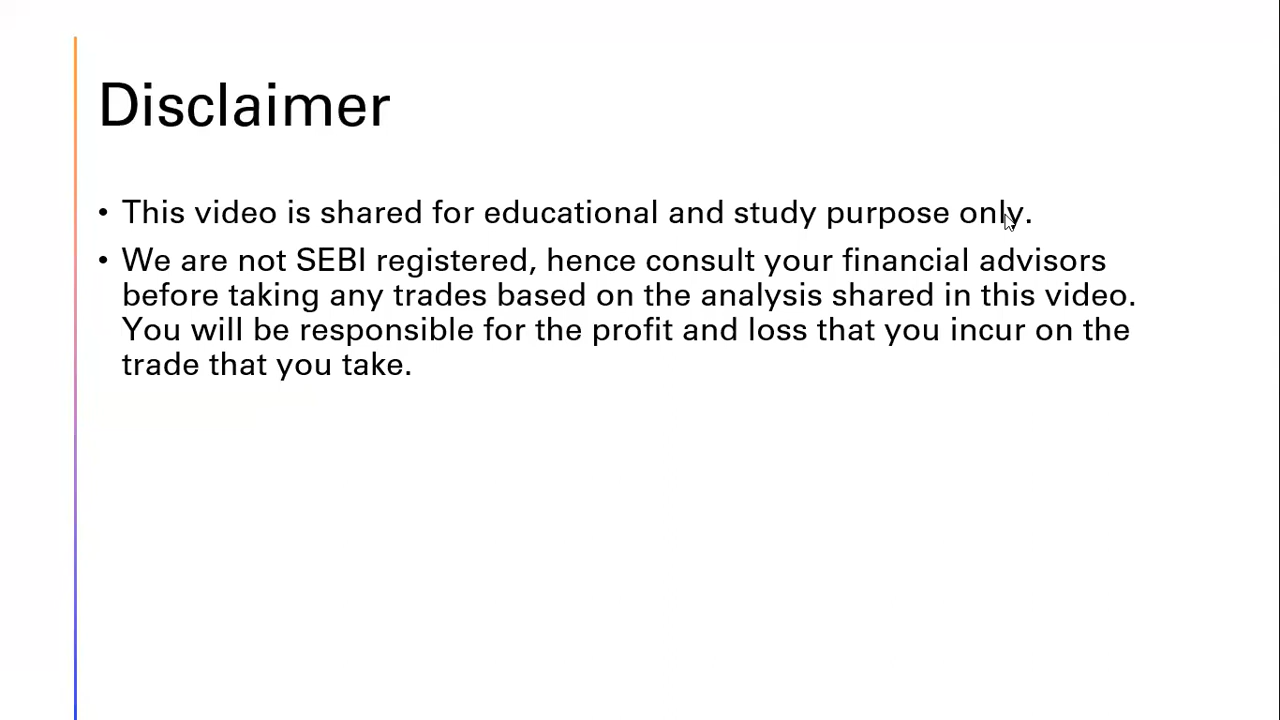 Disclaimer
• This video is shared for educational and study purpose only.
• We are not SEBI registered, hence consult your financial advisors
before taking any trades based on the analysis shared in this video.
You will be responsible for the profit and loss that you incur on the
trade that you take.